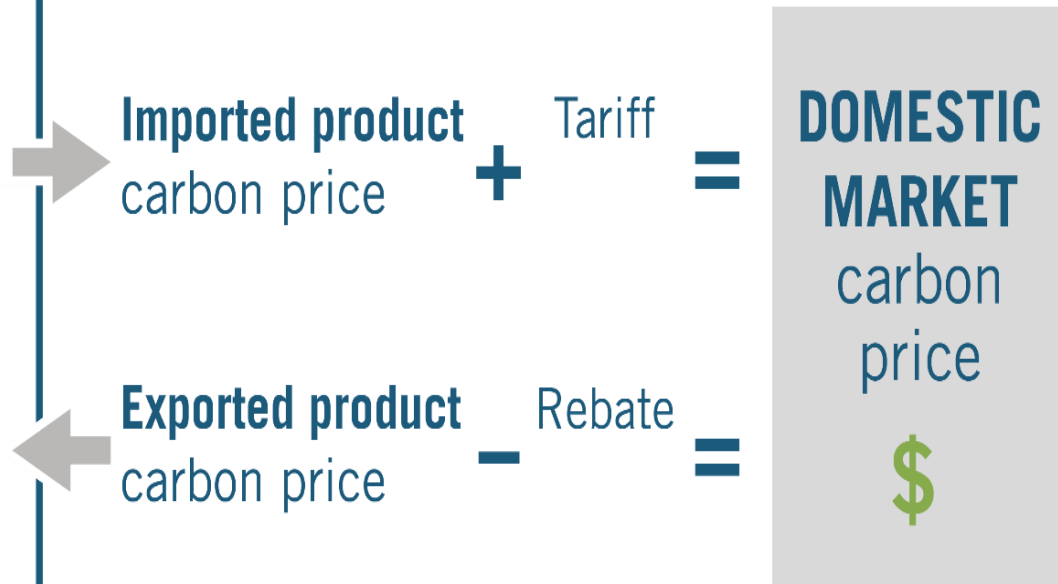 Imported product
carbon price
+
Tariff
=
Exported product
carbon price
−
Rebate
=
DOMESTIC
MARKET
carbon
price
$